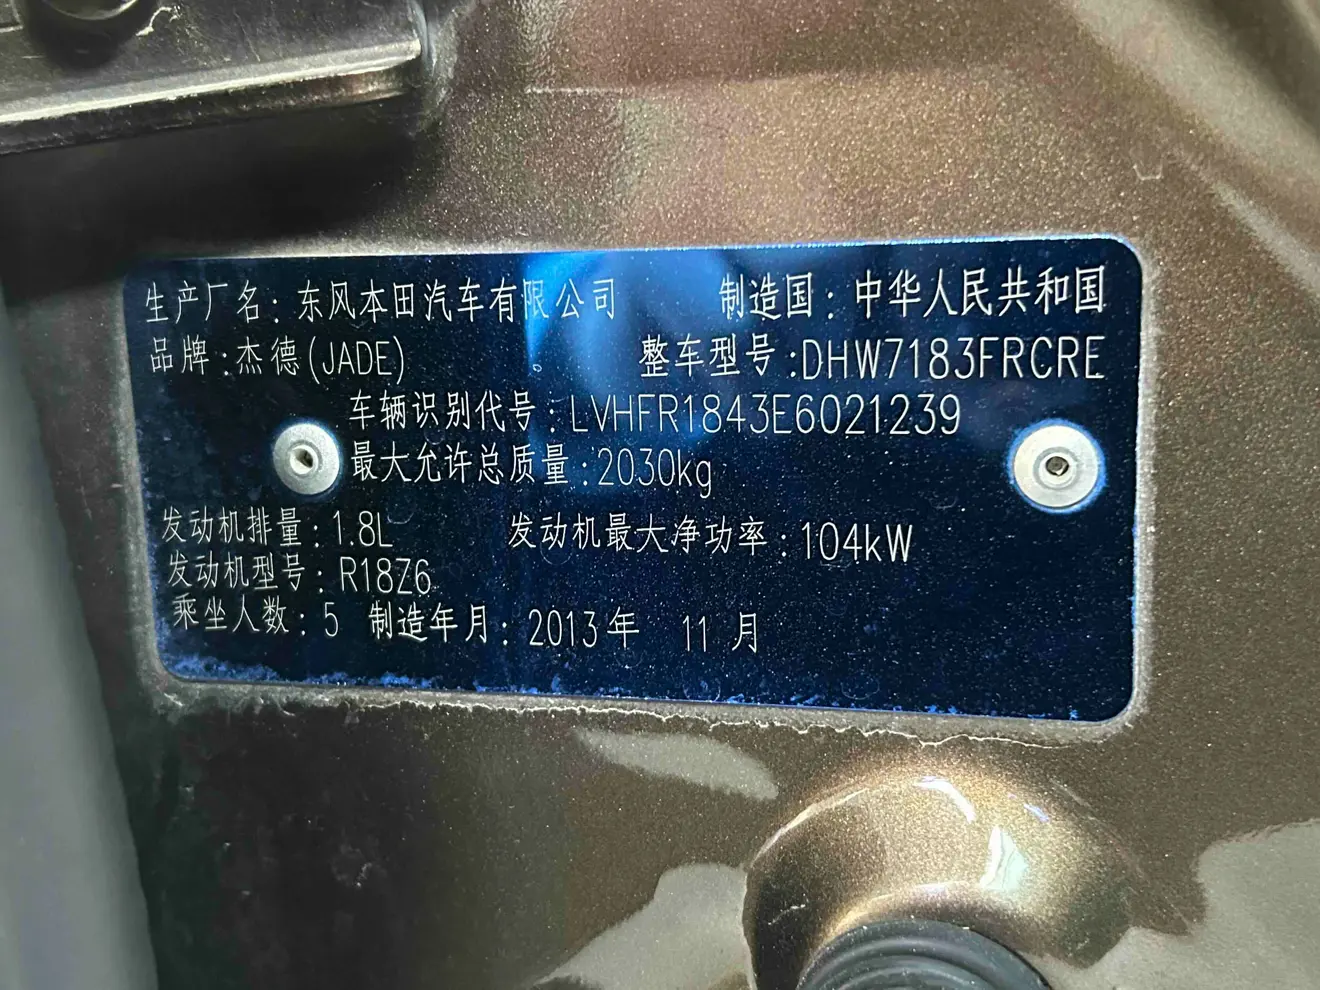 生产厂名：东风本田汽车有限公司 制造国：中华人民共和国
品牌：杰德(JADE) 整车型号：DHW7183FRCRE
车辆识别代号：LVHFR1843E6021239
最大允许总质量：2030kg
发动机排量：1.8L 发动机最大净功率：104kW
发动机型号：R18Z6
乘坐人数：5 制造年月：2013年 11月